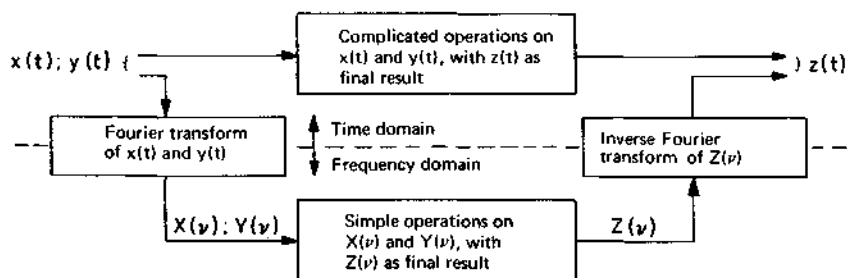 x(t); y(t) {
Complicated operations on
x(t) and y(t), with z(t) as
final result
} z(t)
Fourier transform
of x(t) and y(t)
Time domain
Frequency domain
Inverse Fourier
transform of Z(ν)
X(ν); Y(ν)
Simple operations on
X(ν) and Y(ν), with
Z(ν) as final result
Z(ν)